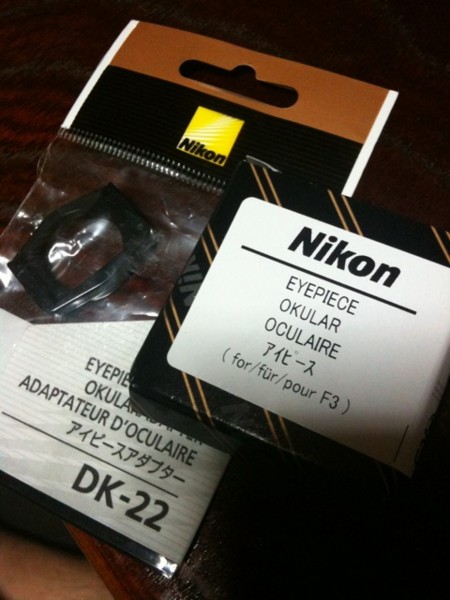 Nikon
Nikon
EYEPIECE
OKULAR
OCULAIRE
アイピース
( for/für/pour F3 )
ADAPTATEUR D'OCULAIRE
アイピースアダプター
DK-22